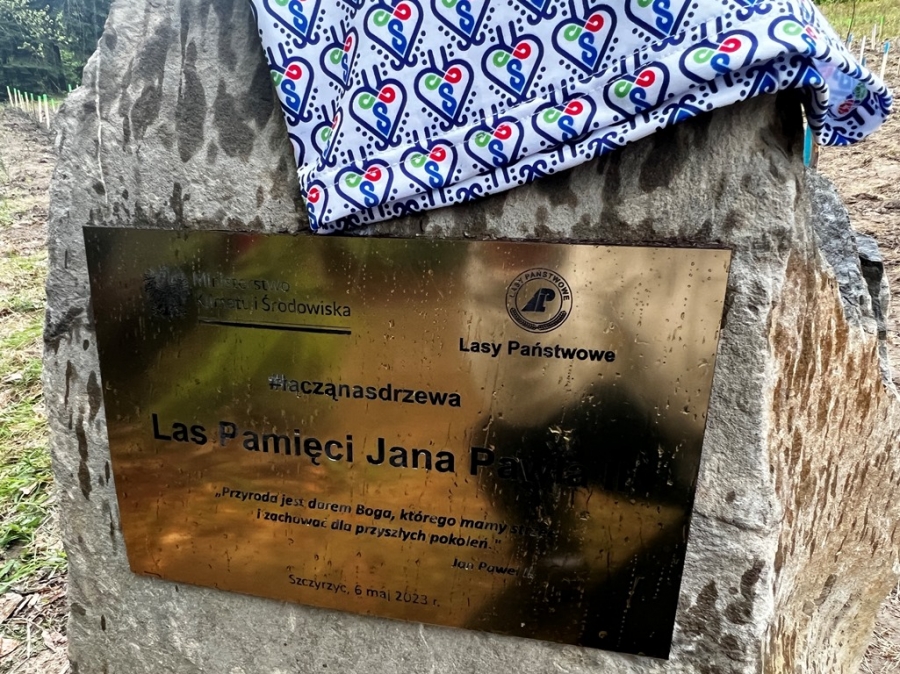 Ministerstwo
Klimatu i Środowiska
LASY PAŃSTWOWE
Lasy Państwowe
#łącząnasdrzewa
Las Pamięci Jana Pawła
„Przyroda jest darem Boga, którego mamy
i zachować dla przyszłych pokoleń."
Jan Paweł
Szczyrzyc, 6 maj 2023 r.